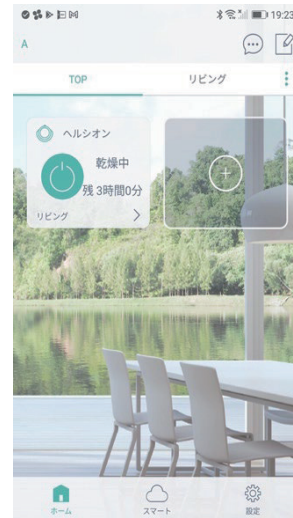 19:23
A
TOP リビング
ヘルシオン
乾燥中
残 3時間0分
リビング
ホーム スマート 設定